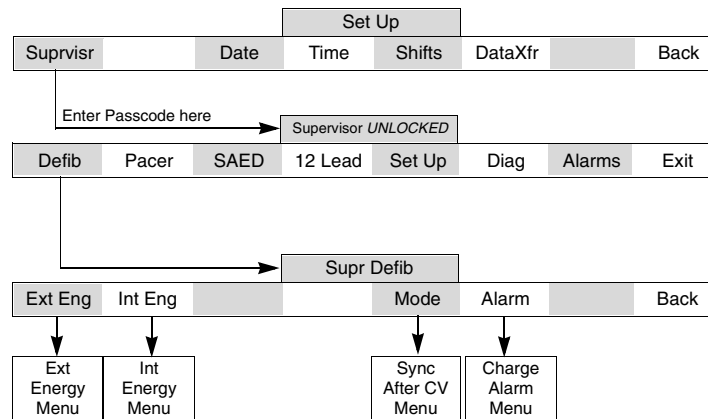 Set Up
Suprvisr Date Time Shifts DataXfr Back
Enter Passcode here
Supervisor UNLOCKED
Defib Pacer SAED 12 Lead Set Up Diag Alarms Exit
Supr Defib
Ext Eng Int Eng Mode Alarm Back
Ext Energy Menu
Int Energy Menu
Sync After CV Menu
Charge Alarm Menu